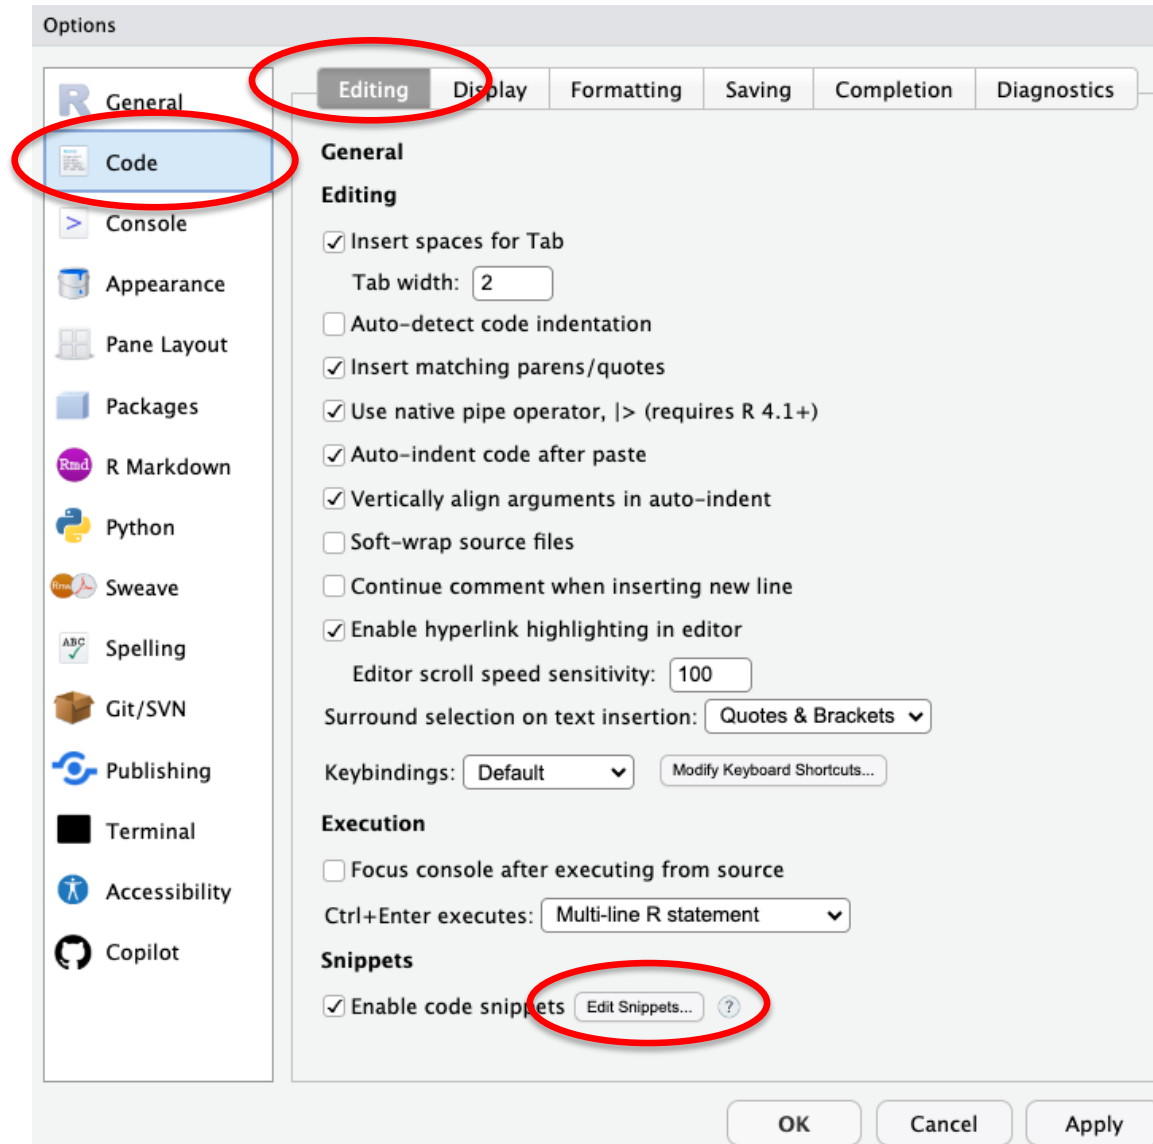 Options
General
Code
Console
Appearance
Pane Layout
Packages
Rmd R Markdown
Python
Rnw Sweave
ABC Spelling
Git/SVN
Publishing
Terminal
Accessibility
Copilot
Editing Display Formatting Saving Completion Diagnostics
General
Editing
Insert spaces for Tab
Tab width: 2
Auto-detect code indentation
Insert matching parens/quotes
Use native pipe operator, |> (requires R 4.1+)
Auto-indent code after paste
Vertically align arguments in auto-indent
Soft-wrap source files
Continue comment when inserting new line
Enable hyperlink highlighting in editor
Editor scroll speed sensitivity: 100
Surround selection on text insertion: Quotes & Brackets
Keybindings: Default Modify Keyboard Shortcuts...
Execution
Focus console after executing from source
Ctrl+Enter executes: Multi-line R statement
Snippets
Enable code snippets Edit Snippets... ?
OK Cancel Apply